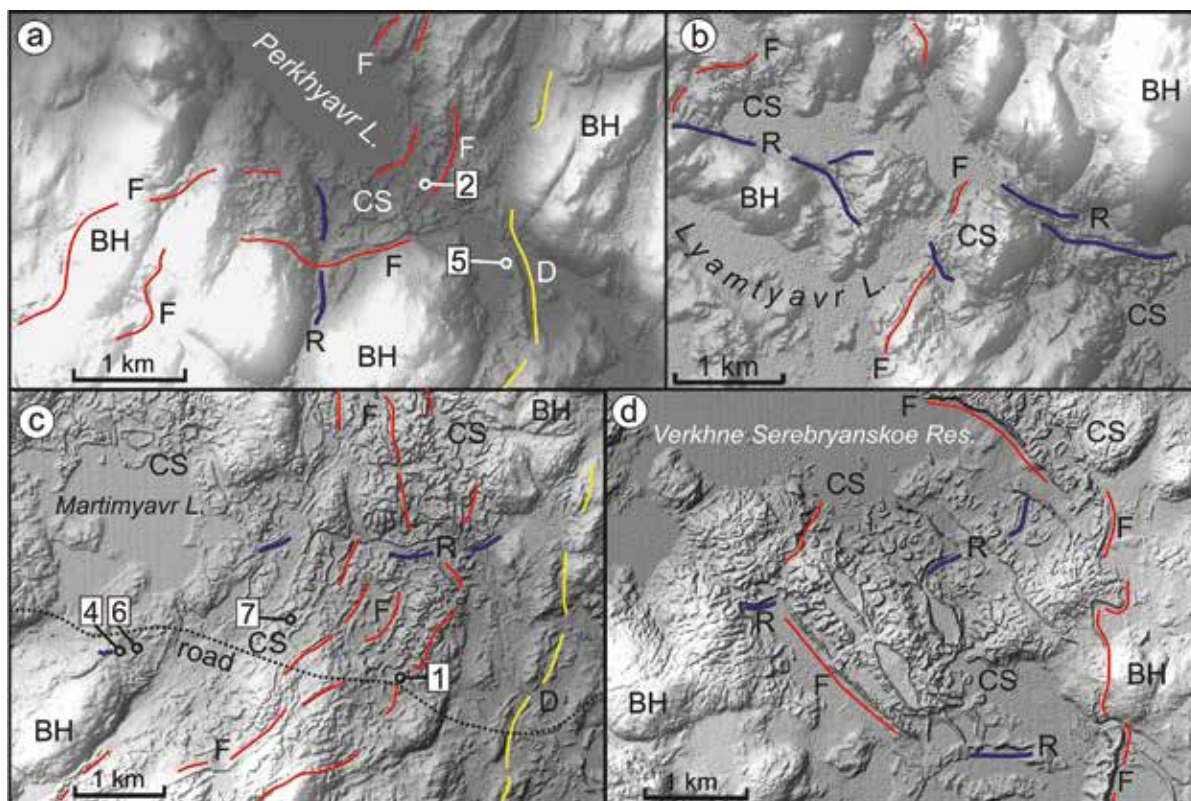 a
Perkhyavr L.
F
F
BH
2
CS
F
BH
5
D
F
F
R
BH
1 km
b
F
BH
CS
R
F
BH
CS
R
Lyamtyavr L.
CS
F
1 km
c
F
BH
CS
CS
Martimyavr L.
R
4
6
7
F
CS
road
1
D
BH
F
1 km
d
F
Verkhne Serebryanskoe Res.
CS
CS
F
R
R
F
CS
BH
BH
R
F
1 km